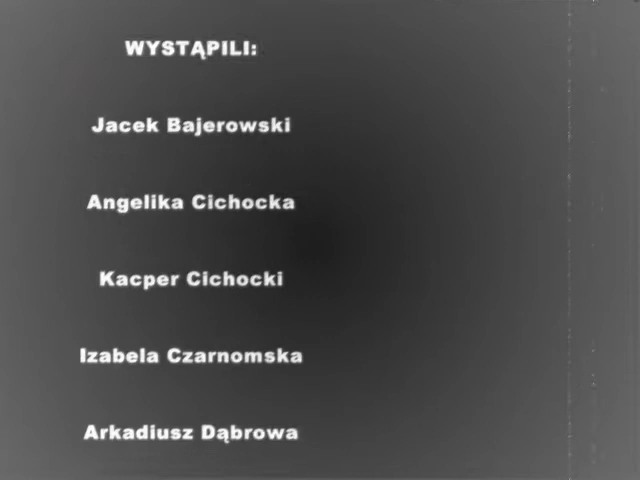 WYSTĄPILI:
Jacek Bajerowski
Angelika Cichocka
Kacper Cichocki
Izabela Czarnomska
Arkadiusz Dąbrowa